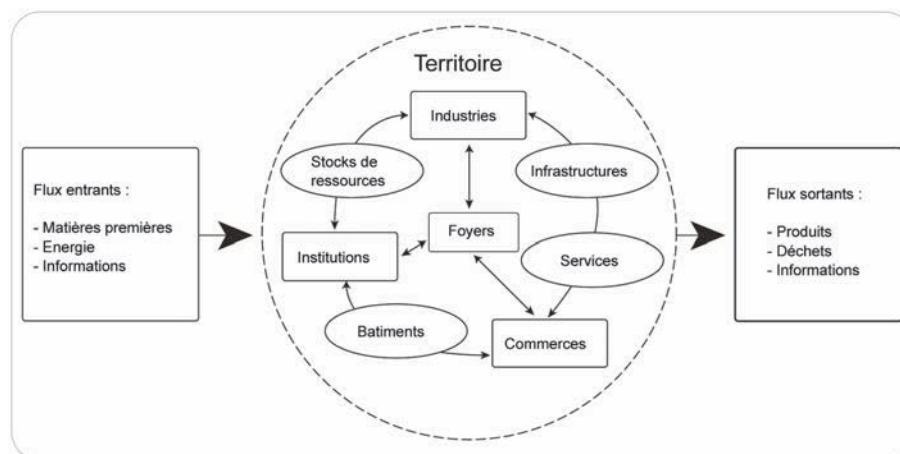 Territoire
Industries
Stocks de
ressources
Infrastructures
Flux entrants :
- Matières premières
- Energie
- Informations
Foyers
Institutions
Services
Batiments
Commerces
Flux sortants :
- Produits
- Déchets
- Informations